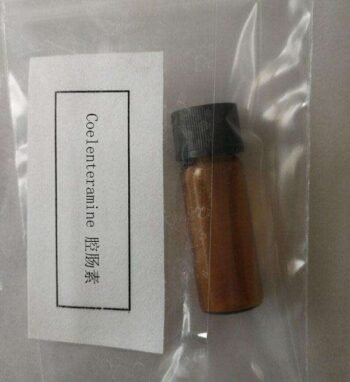 Coelenteramine 腔肠素